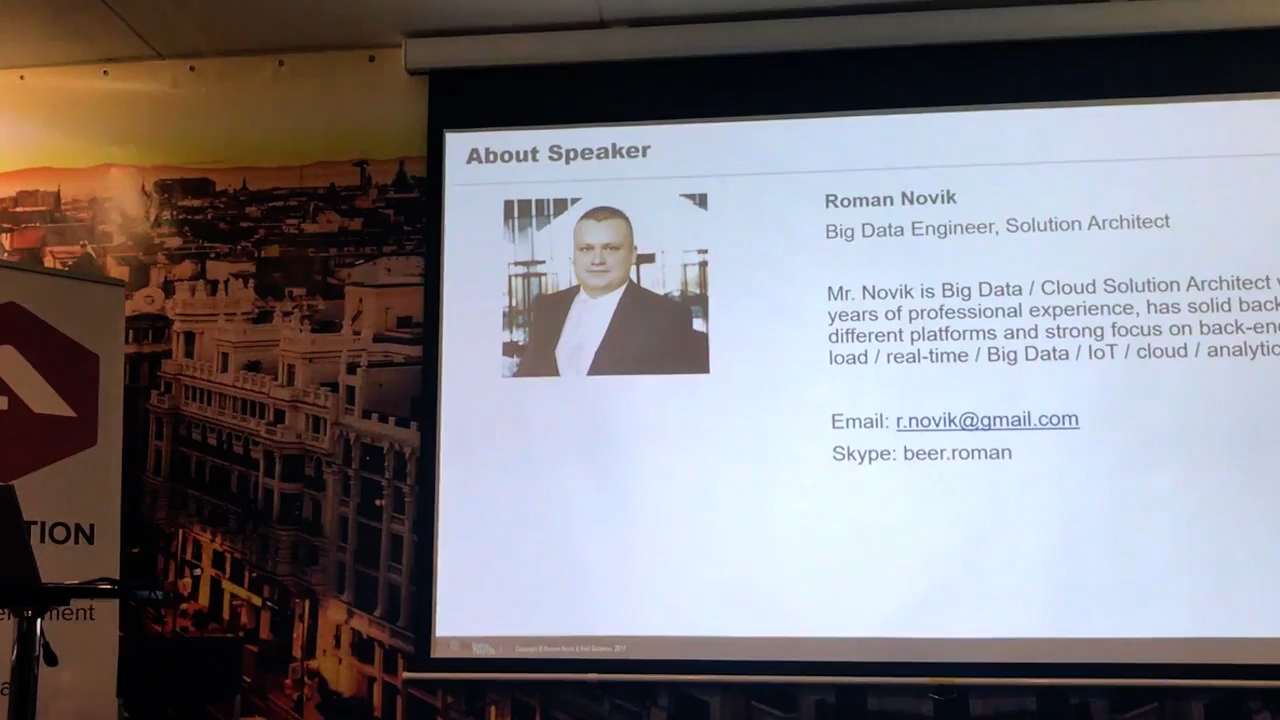 About Speaker
Roman Novik
Big Data Engineer, Solution Architect
Mr. Novik is Big Data / Cloud Solution Architect
years of professional experience, has solid
different platforms and strong focus on
load / real-time / Big Data / IoT / cloud /
Email: r.novik@gmail.com
Skype: beer.roman
A
TION
ment